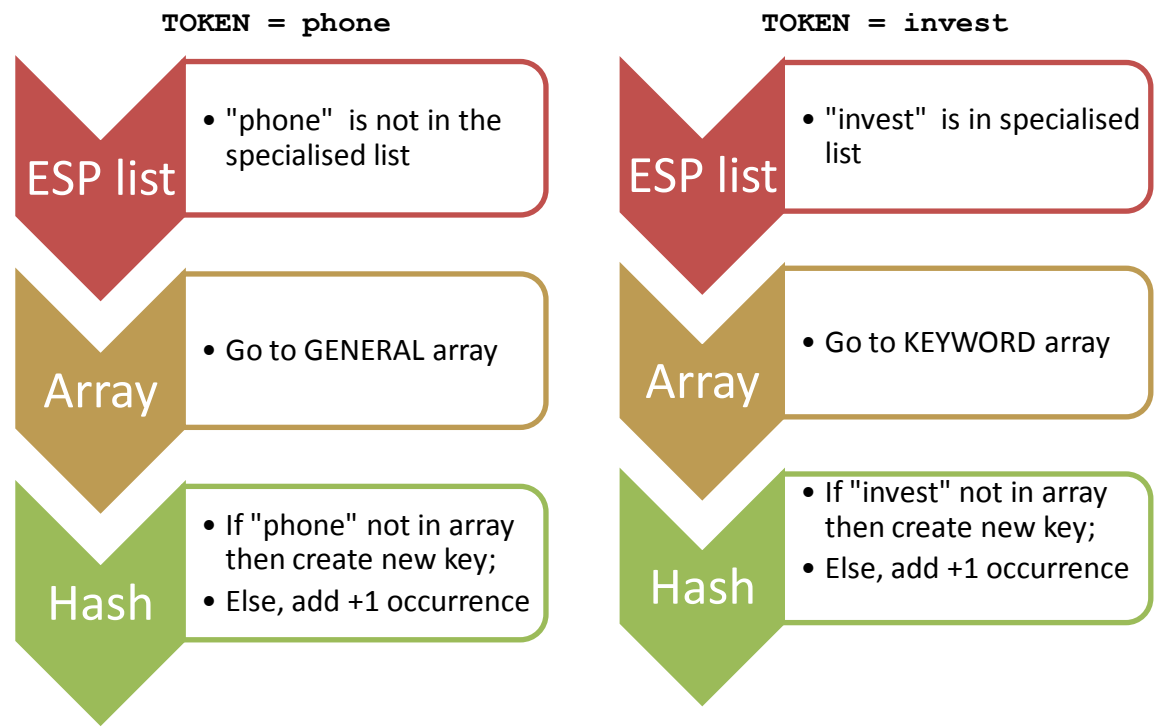 TOKEN = phone
ESP list
• "phone" is not in the
specialised list
Array
• Go to GENERAL array
Hash
• If "phone" not in array
then create new key;
• Else, add +1 occurrence
TOKEN = invest
ESP list
• "invest" is in specialised
list
Array
• Go to KEYWORD array
Hash
• If "invest" not in array
then create new key;
• Else, add +1 occurrence